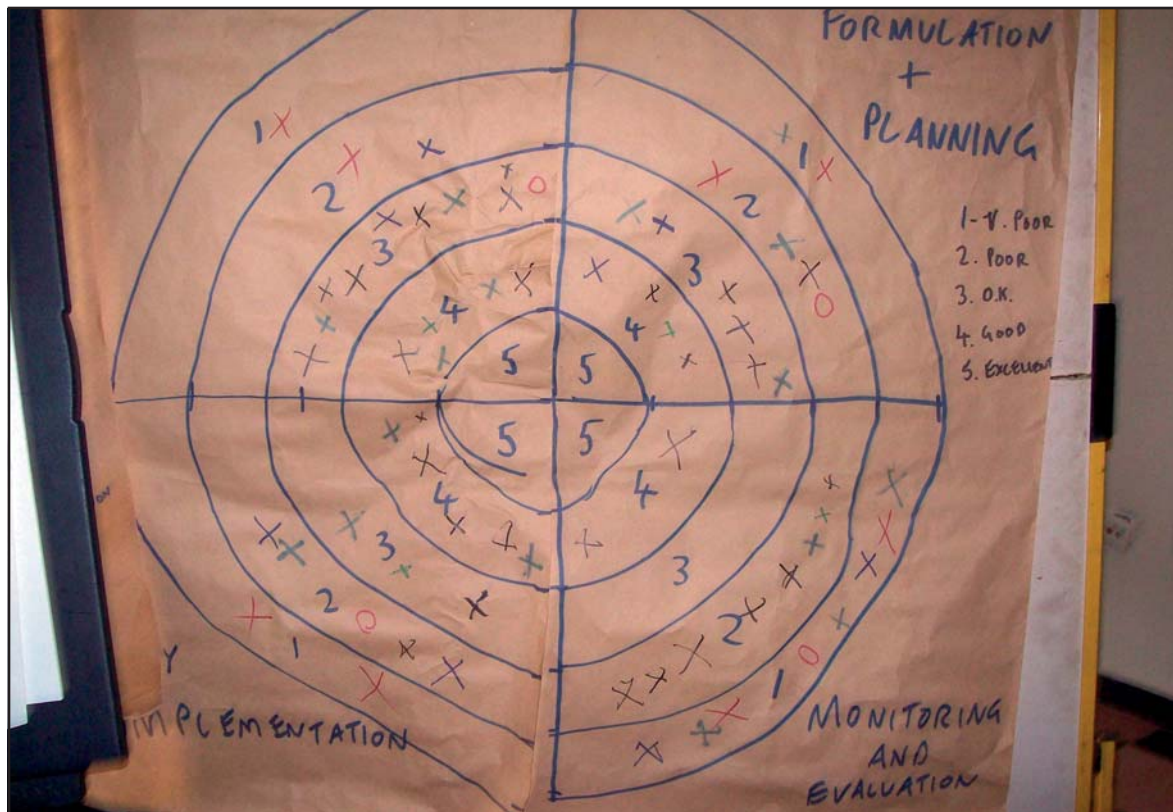 FORMULATION
+
PLANNING
1 - V. POOR
2. POOR
3. O.K.
4. GOOD
5. EXCELLENT
1
1
2
2
3
3
4
4
5
5
5
5
4
4
3
3
2
2
1
1
Y
IMPLEMENTATION
MONITORING
AND
EVALUATION